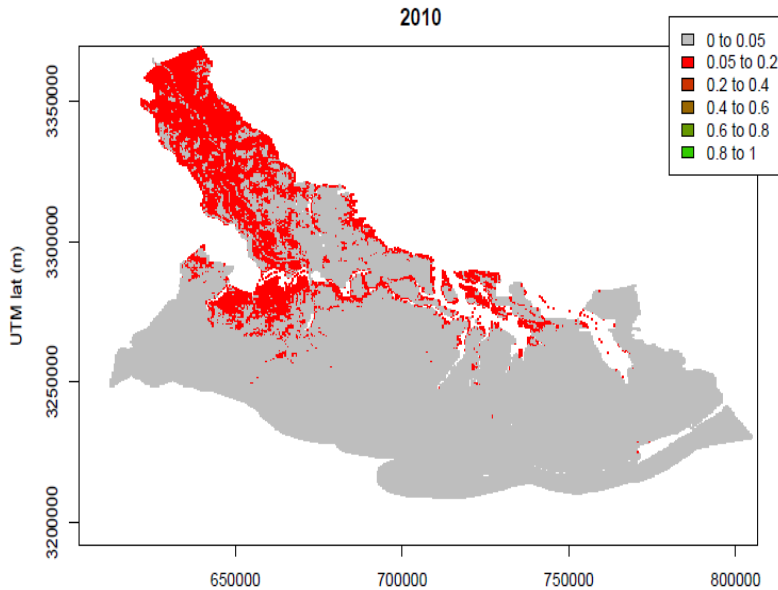 2010
0 to 0.05
0.05 to 0.2
0.2 to 0.4
0.4 to 0.6
0.6 to 0.8
0.8 to 1
UTM lat (m)
3350000
3300000
3250000
3200000
650000 700000 750000 800000